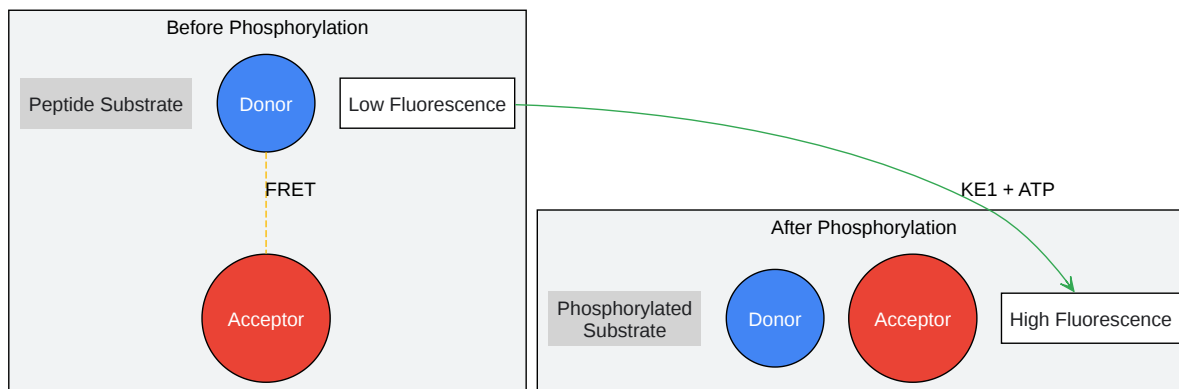 Before Phosphorylation
Peptide Substrate
Donor
Low Fluorescence
FRET
Acceptor
KE1 + ATP
After Phosphorylation
Phosphorylated
Substrate
Donor
Acceptor
High Fluorescence